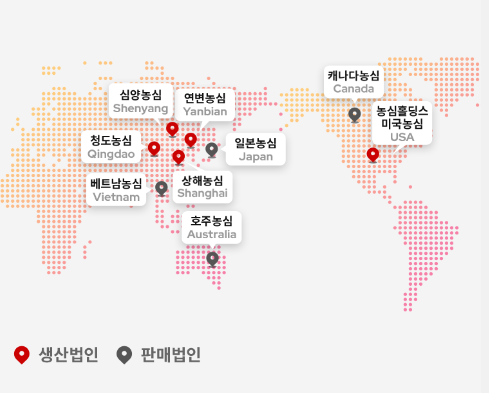 캐나다농심
Canada
심양농심
Shenyang
연변농심
Yanbian
농심홀딩스
미국농심
USA
청도농심
Qingdao
일본농심
Japan
베트남농심
Vietnam
상해농심
Shanghai
호주농심
Australia
생산법인
판매법인